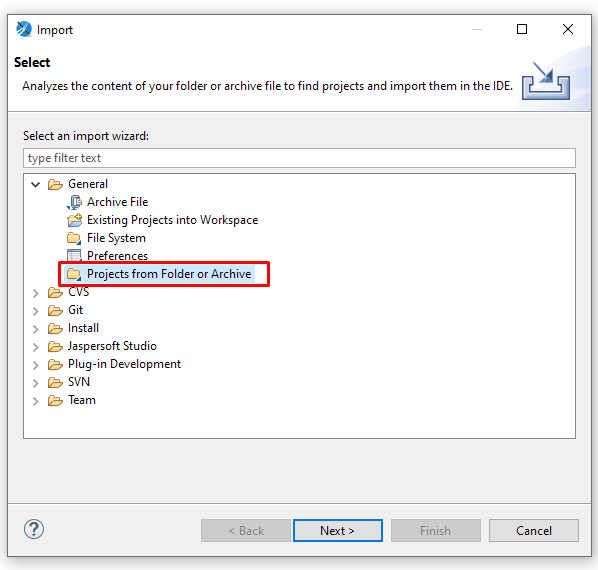 Import
Select
Analyzes the content of your folder or archive file to find projects and import them in the IDE.
Select an import wizard:
type filter text
General
Archive File
Existing Projects into Workspace
File System
Preferences
Projects from Folder or Archive
CVS
Git
Install
Jaspersoft Studio
Plug-in Development
SVN
Team
?
< Back
Next >
Finish
Cancel